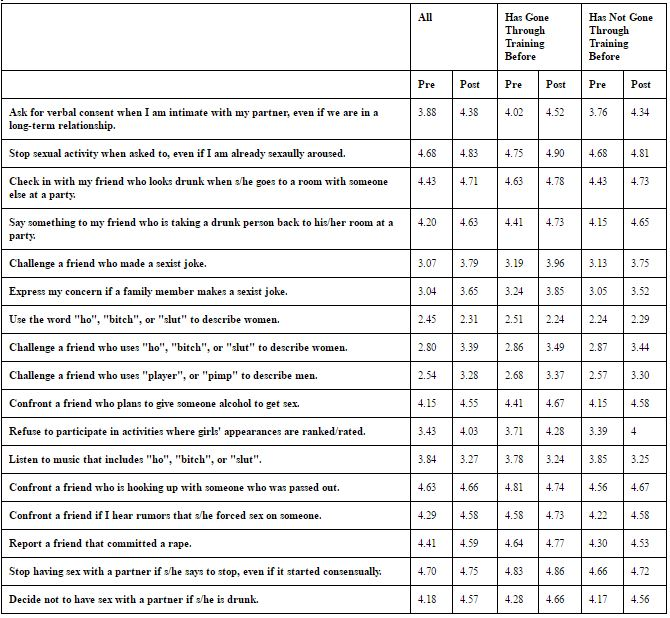 All Has Gone Has Not Gone
Through Through
Training Training
Before Before
Pre Post Pre Post Pre Post
Ask for verbal consent when I am intimate with my partner, even if we are in a 3.88 4.38 4.02 4.52 3.76 4.34
long-term relationship.
Stop sexual activity when asked to, even if I am already sexaully aroused. 4.68 4.83 4.75 4.90 4.68 4.81
Check in with my friend who looks drunk when s/he goes to a room with someone 4.43 4.71 4.63 4.78 4.43 4.73
else at a party.
Say something to my friend who is taking a drunk person back to his/her room at a 4.20 4.63 4.41 4.73 4.15 4.65
party.
Challenge a friend who made a sexist joke. 3.07 3.79 3.19 3.96 3.13 3.75
Express my concern if a family member makes a sexist joke. 3.04 3.65 3.24 3.85 3.05 3.52
Use the word "ho", "bitch", or "slut" to describe women. 2.45 2.31 2.51 2.24 2.24 2.29
Challenge a friend who uses "ho", "bitch", or "slut" to describe women. 2.80 3.39 2.86 3.49 2.87 3.44
Challenge a friend who uses "player", or "pimp" to describe men. 2.54 3.28 2.68 3.37 2.57 3.30
Confront a friend who plans to give someone alcohol to get sex. 4.15 4.55 4.41 4.67 4.15 4.58
Refuse to participate in activities where girls' appearances are ranked/rated. 3.43 4.03 3.71 4.28 3.39 4
Listen to music that includes "ho", "bitch", or "slut". 3.84 3.27 3.78 3.24 3.85 3.25
Confront a friend who is hooking up with someone who was passed out. 4.63 4.66 4.81 4.74 4.56 4.67
Confront a friend if I hear rumors that s/he forced sex on someone. 4.29 4.58 4.58 4.73 4.22 4.58
Report a friend that committed a rape. 4.41 4.59 4.64 4.77 4.30 4.53
Stop having sex with a partner if s/he says to stop, even if it started consensually. 4.70 4.75 4.83 4.86 4.66 4.72
Decide not to have sex with a partner if s/he is drunk. 4.18 4.57 4.28 4.66 4.17 4.56